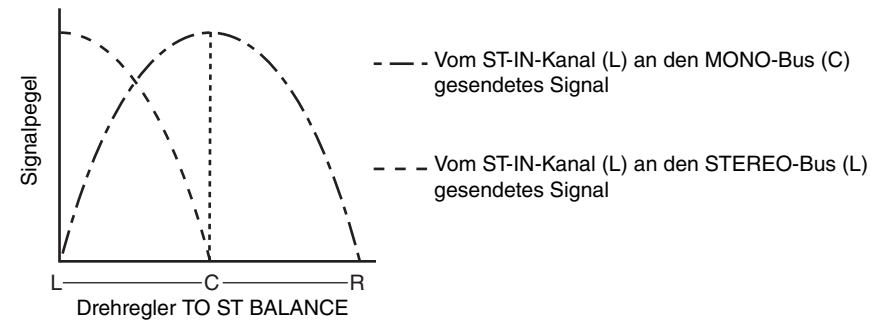 Signalpegel
Vom ST-IN-Kanal (L) an den MONO-Bus (C)
gesendetes Signal
Vom ST-IN-Kanal (L) an den STEREO-Bus (L)
gesendetes Signal
L C R
Drehregler TO ST BALANCE